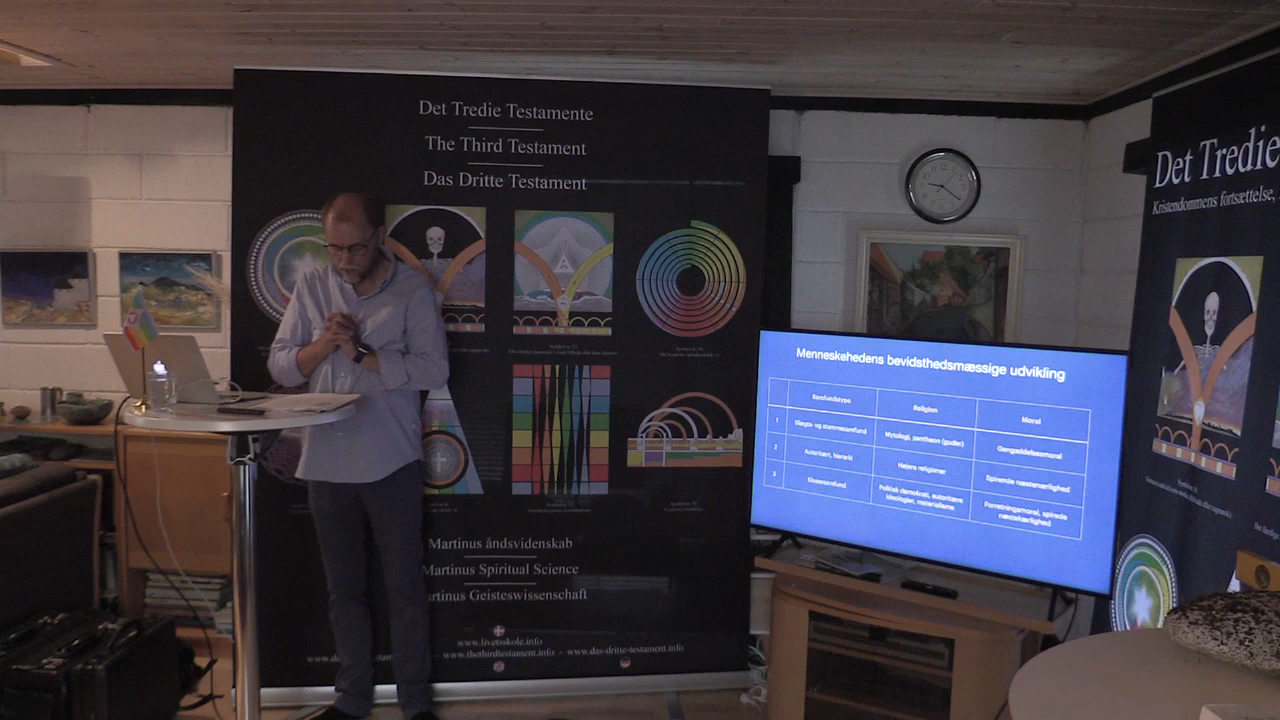 Det Tredie Testamente
The Third Testament
Das Dritte Testament
Martinus åndsvidenskab
Martinus Spiritual Science
artinus Geisteswissenschaft
www.livetsskole.info
www.thethirdtestament.info - www.das-dritte-testament.info
Menneskehedens bevidsthedsmæssige udvikling
Samfundstype Religion Moral
1 Slægts- og stammesamfund Mytologi, pantheon (guder) Gengældelsesmoral
2 Autoritært, hierarki Højere religioner Spirende næstekærlighed
3 Klassesamfund Politisk demokrati, autoritære
ideologier, materialisme Forretningsmoral, spirende
næstekærlighed
Det Tredie
Kristendommens fortsættelse,